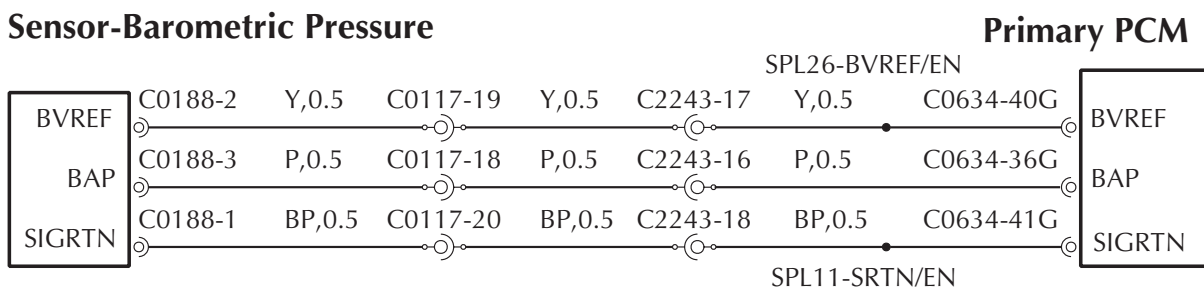 Sensor-Barometric Pressure Primary PCM
SPL26-BVREF/EN
C0188-2 Y,0.5 C0117-19 Y,0.5 C2243-17 Y,0.5 C0634-40G
BVREF BVREF
C0188-3 P,0.5 C0117-18 P,0.5 C2243-16 P,0.5 C0634-36G
BAP BAP
C0188-1 BP,0.5 C0117-20 BP,0.5 C2243-18 BP,0.5 C0634-41G
SIGRTN SIGRTN
SPL11-SRTN/EN